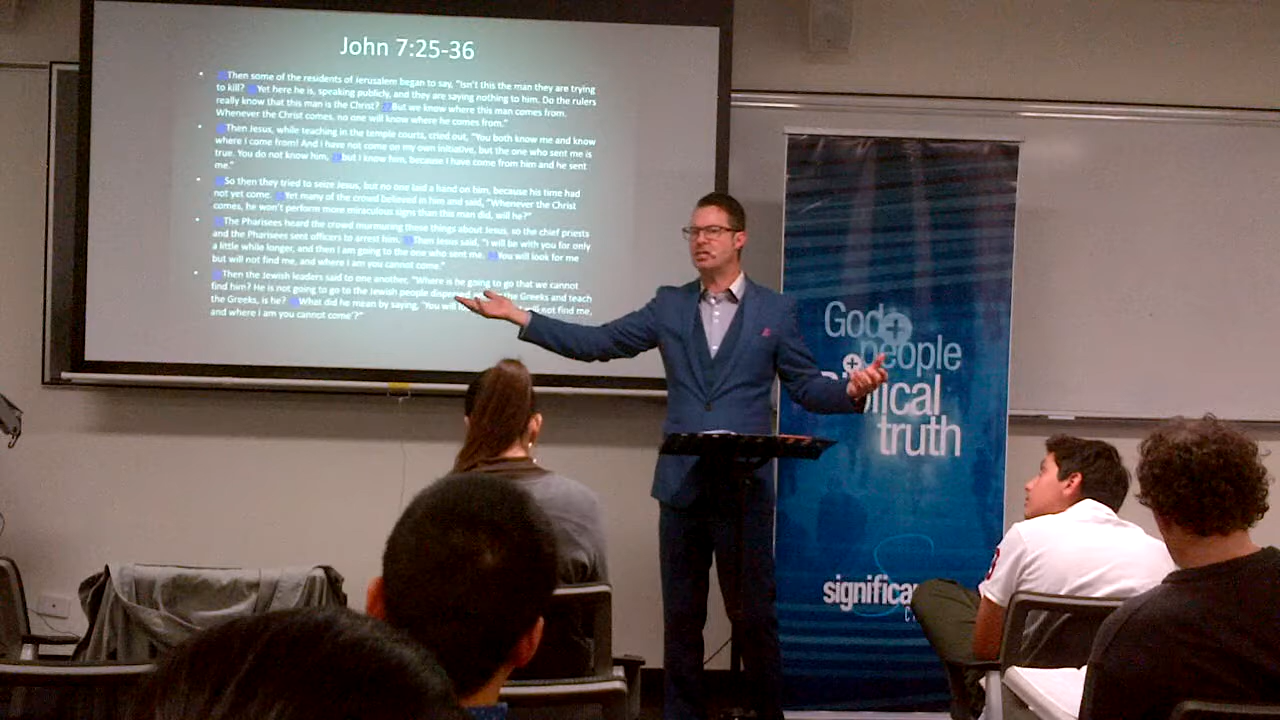 John 7:25-36
Then some of the residents of Jerusalem began to say, "Isn't this the man they are trying
to kill? Yet here he is, speaking publicly, and they are saying nothing to him. Do the rulers
really know that this man is the Christ? But we know where this man comes from.
Whenever the Christ comes, no one will know where he comes from."
Then Jesus, while teaching in the temple courts, cried out, "You both know me and know
where I come from! And I have not come on my own initiative, but the one who sent me is
true. You do not know him, but I know him, because I have come from him and he sent
me."
So then they tried to seize Jesus, but no one laid a hand on him, because his time had
not yet come. Yet many of the crowd believed in him and said, "Whenever the Christ
comes, he won't perform more miraculous signs than this man did, will he?"
The Pharisees heard the crowd murmuring these things about Jesus, so the chief priests
and the Pharisees sent officers to arrest him. Then Jesus said, "I will be with you for only
a little while longer, and then I am going to the one who sent me. You will look for me
but will not find me, and where I am you cannot come."
Then the Jewish leaders said to one another, "Where is he going to go that we cannot
find him? He is not going to go to the Jewish people the Greeks and teach
the Greeks, is he? What did he mean by saying, 'You will not find me,
and where I am you cannot come'?"
God +
+ people
Biblical
truth